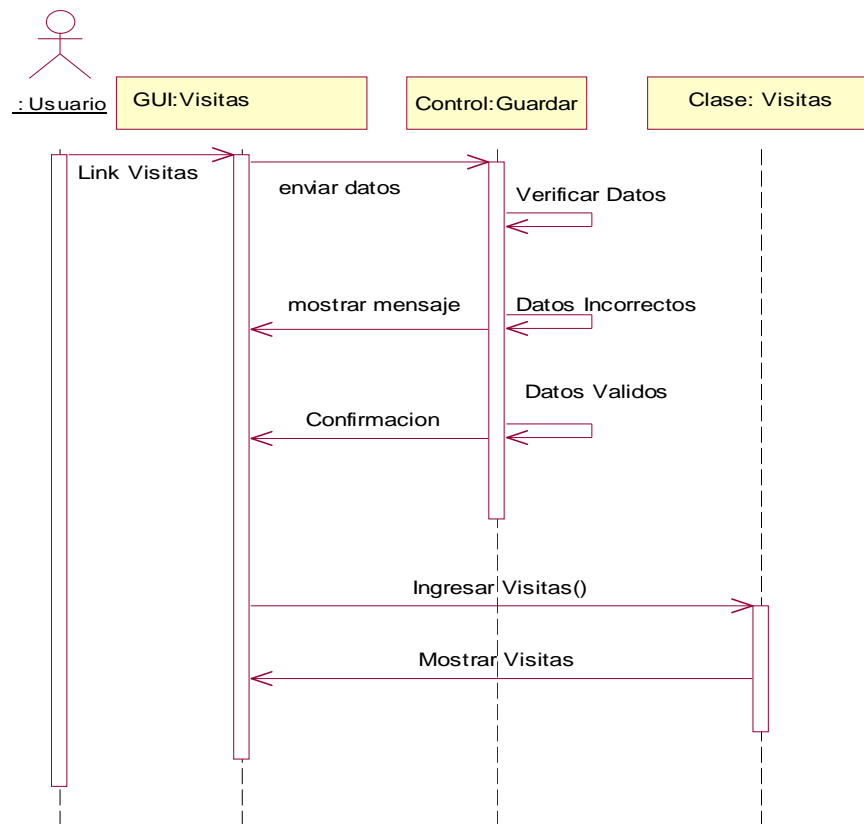 : Usuario
GUI:Visitas
Control:Guardar
Clase: Visitas
Link Visitas
enviar datos
Verificar Datos
mostrar mensaje
Datos Incorrectos
Datos Validos
Confirmacion
Ingresar Visitas()
Mostrar Visitas